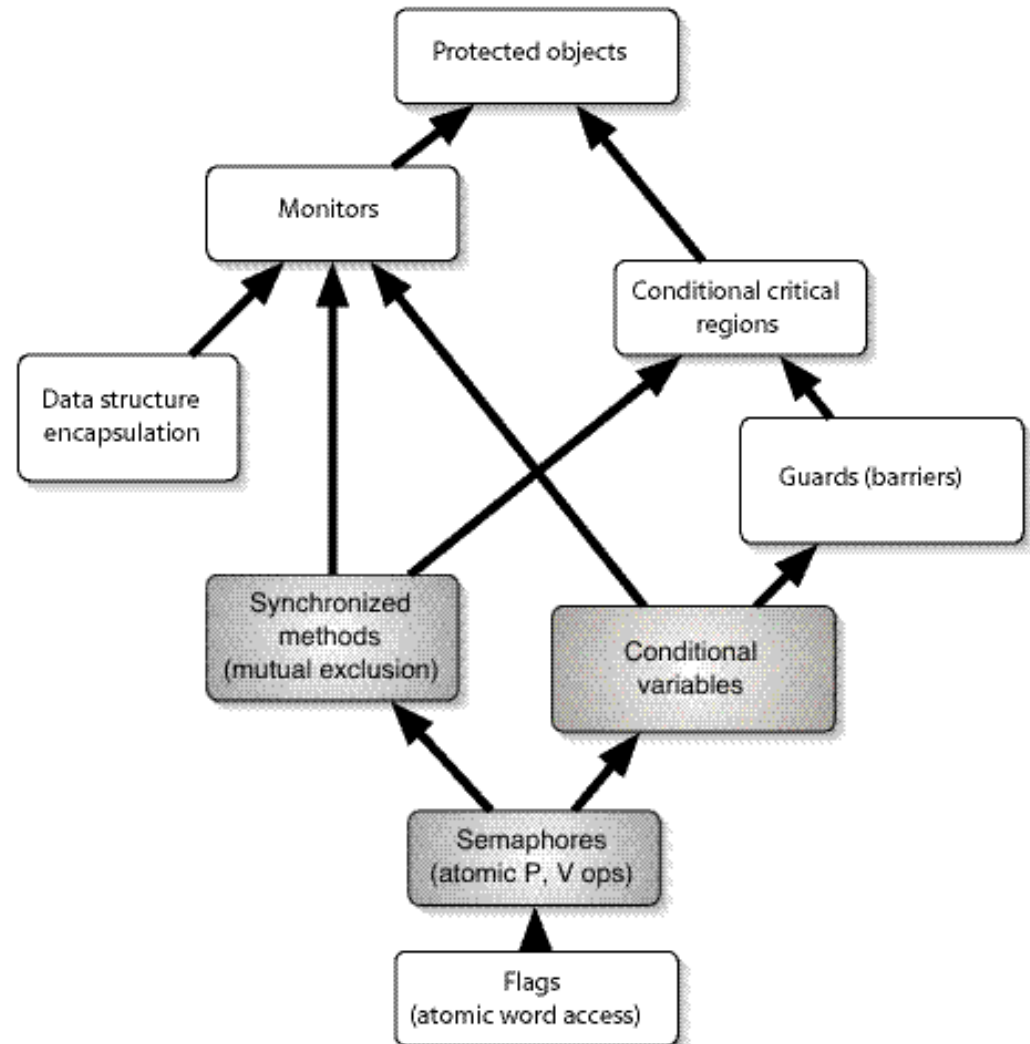 Protected objects
Monitors
Conditional critical
regions
Data structure
encapsulation
Guards (barriers)
Synchronized
methods
(mutual exclusion)
Conditional
variables
Semaphores
(atomic P, V ops)
Flags
(atomic word access)